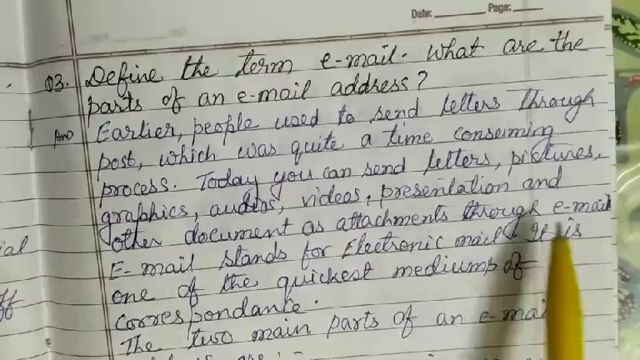 Date: Page:
Q3. Define the term e-mail. What are the
parts of an e-mail address?
Ans Earlier, people used to send letters through
post, which was quite a time conseming
process. Today you can send letters, pictures,
graphics, audios, videos, presentation and
other document as attachments through e-mail
E-mail stands for Electronic mail. It is
one of the quickest mediums of
correspondance.
The two main parts of an e-mai